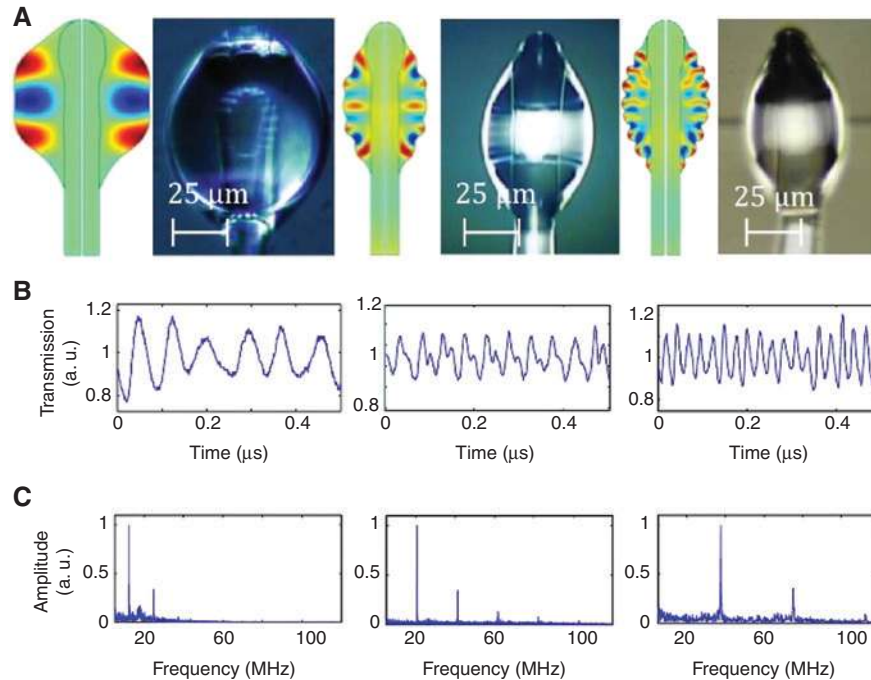 A
25 μm
25 μm
25 μm
B
Transmission
(a. u.)
1.2
1
0.8
0
0.2
0.4
Time (μs)
1.2
1
0.8
0
0.2
0.4
Time (μs)
1.2
1
0.8
0
0.2
0.4
Time (μs)
C
Amplitude
(a. u.)
1
0.5
0
20
60
100
Frequency (MHz)
1
0.5
0
20
60
100
Frequency (MHz)
1
0.5
0
20
60
100
Frequency (MHz)